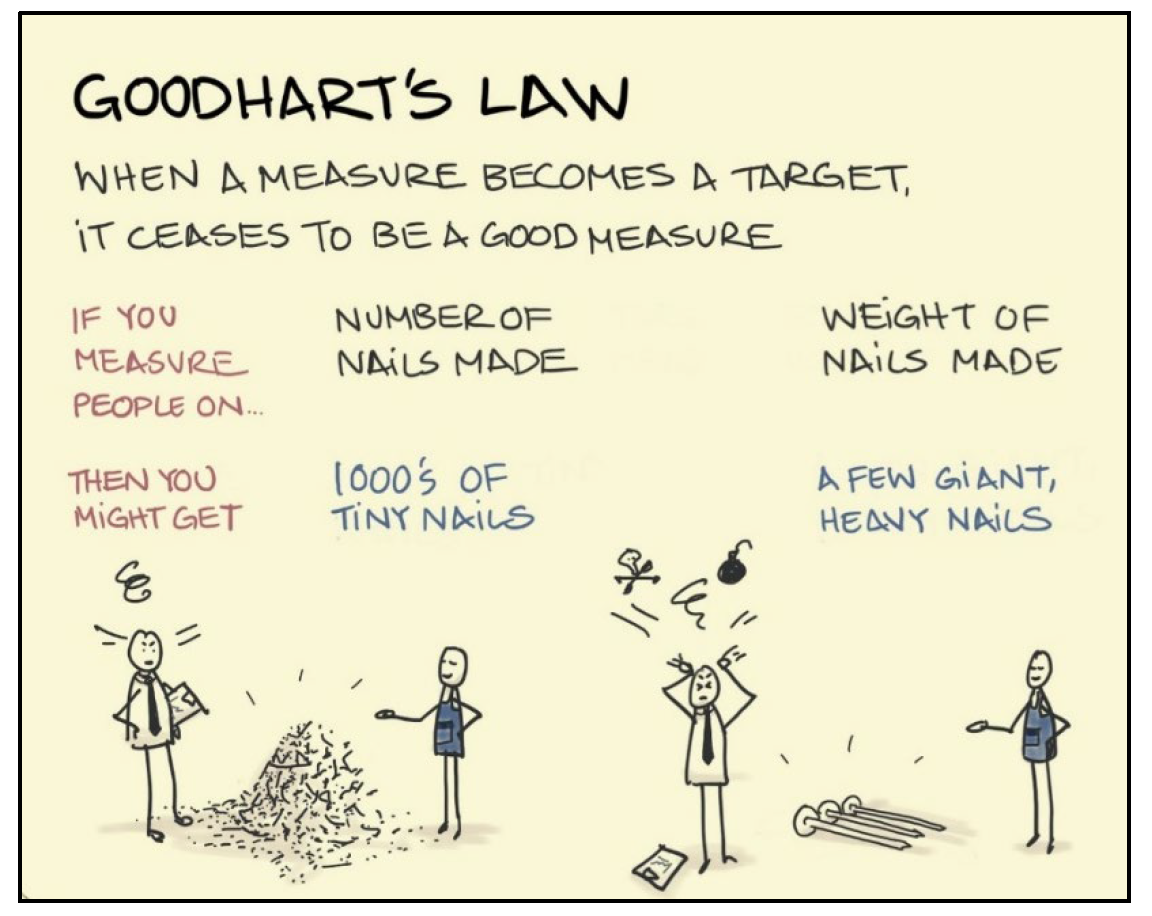 GOODHART'S LAW
WHEN A MEASURE BECOMES A TARGET,
IT CEASES TO BE A GOOD MEASURE
IF YOU
MEASURE
PEOPLE ON...
NUMBER OF
NAILS MADE
WEIGHT OF
NAILS MADE
THEN YOU
MIGHT GET
1000'S OF
TINY NAILS
A FEW GIANT,
HEAVY NAILS